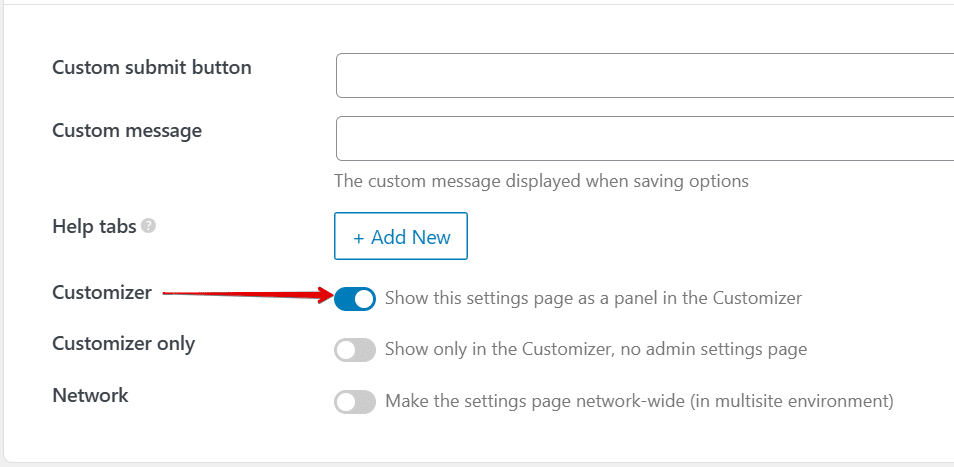 Custom submit button
Custom message
The custom message displayed when saving options
Help tabs ?
+ Add New
Customizer Show this settings page as a panel in the Customizer
Customizer only Show only in the Customizer, no admin settings page
Network Make the settings page network-wide (in multisite environment)